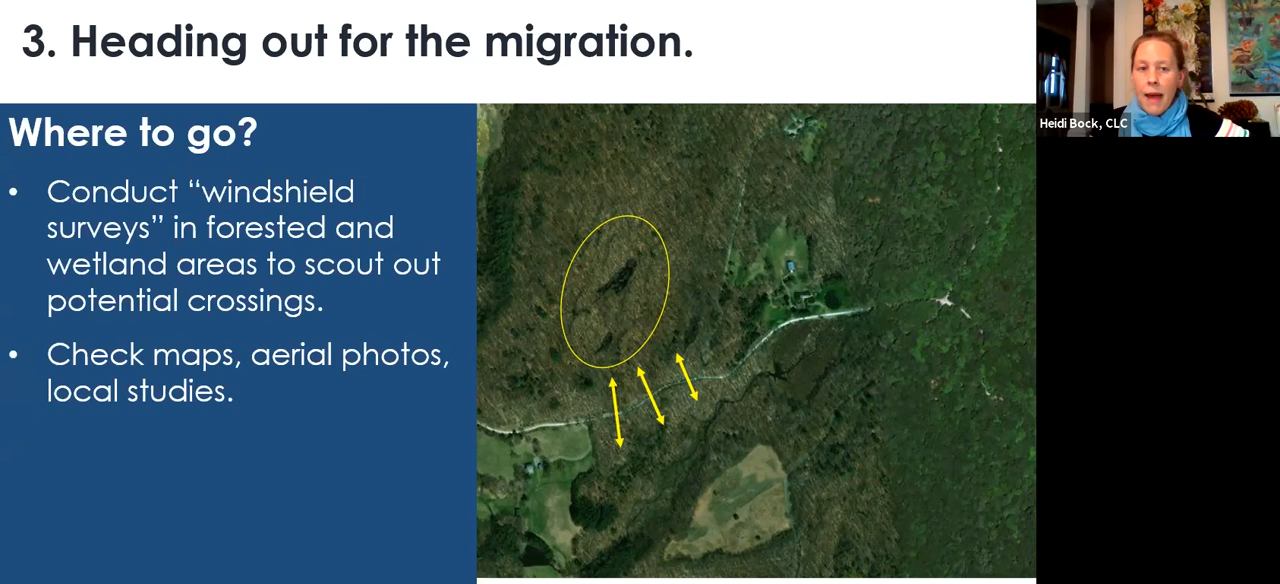 3. Heading out for the migration.
Where to go?
• Conduct “windshield
surveys” in forested and
wetland areas to scout out
potential crossings.
• Check maps, aerial photos,
local studies.
Heidi Bock, CLC